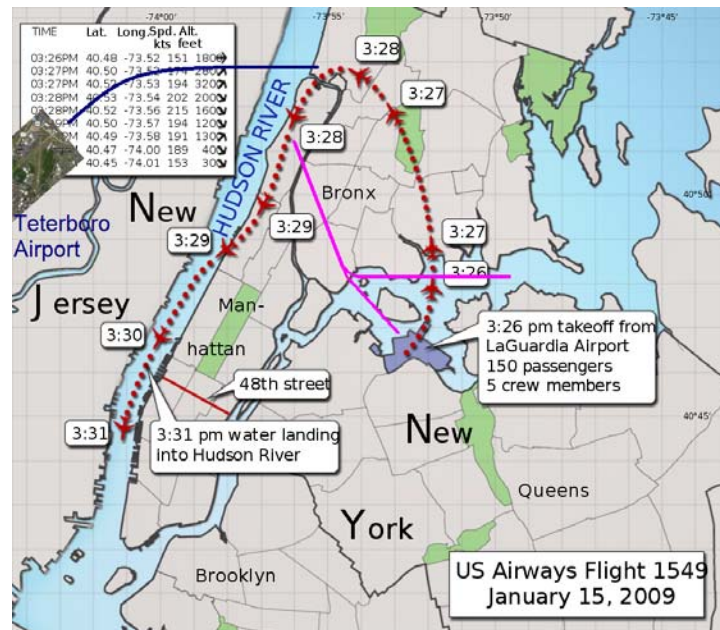 -74°00'
-73°55'
-73°50'
-73°45'
TIME Lat. Long. Spd. Alt.
kts feet
03:26PM 40.48 -73.52 151 1800
03:27PM 40.50 -73.53 174 2800
03:27PM 40.52 -73.53 194 3200
03:28PM 40.53 -73.54 202 2000
03:28PM 40.52 -73.56 215 1600
40.50 -73.57 194 1200
40.49 -73.58 191 1300
40.47 -74.00 189 400
40.45 -74.01 153 300
3:28
3:27
3:28
HUDSON RIVER
Bronx
40°50'
New
Teterboro
Airport
3:29
3:29
3:27
3:26
Jersey
Man-
hattan
3:30
3:26 pm takeoff from
LaGuardia Airport
150 passengers
5 crew members
48th street
40°45'
3:31
3:31 pm water landing
into Hudson River
New
Queens
York
Brooklyn
US Airways Flight 1549
January 15, 2009